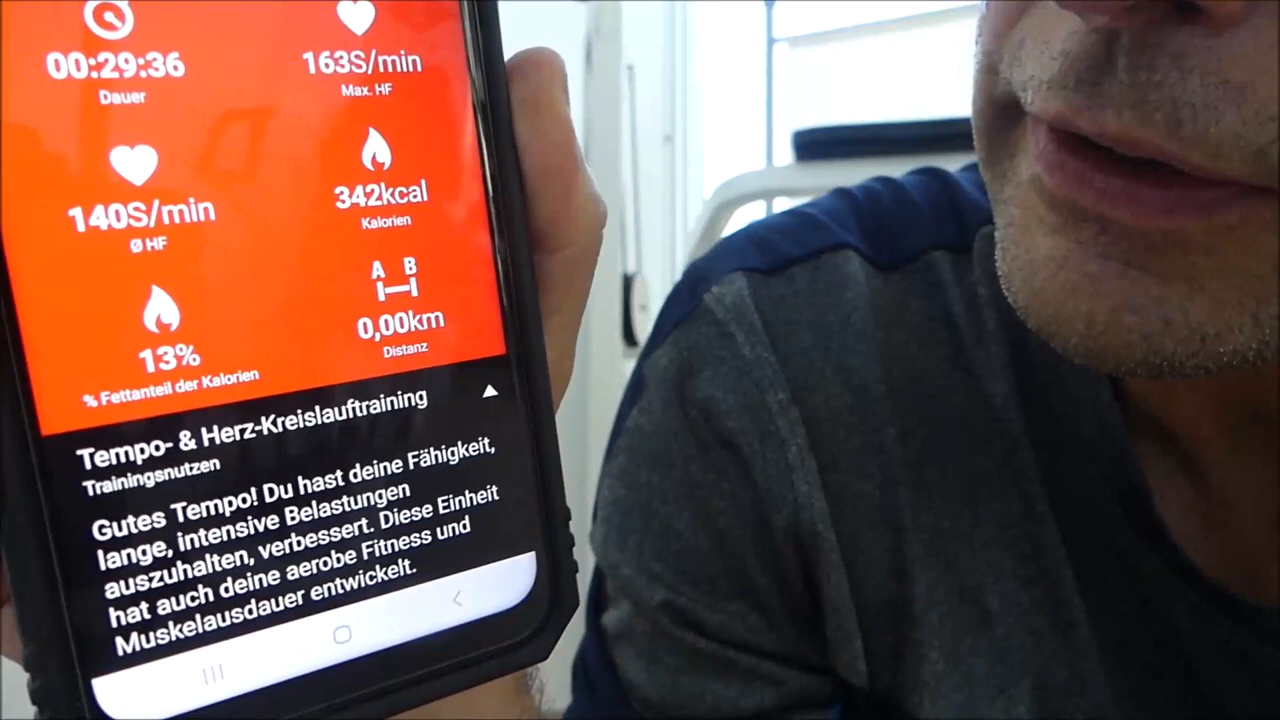 00:29:36
Dauer
163S/min
Max. HF
140S/min
Ø HF
342kcal
Kalorien
13%
% Fettanteil der Kalorien
A B
0,00km
Distanz
Tempo- & Herz-Kreislauftraining
Trainingsnutzen
Gutes Tempo! Du hast deine Fähigkeit,
lange, intensive Belastungen
auszuhalten, verbessert. Diese Einheit
hat auch deine aerobe Fitness und
Muskelausdauer entwickelt.